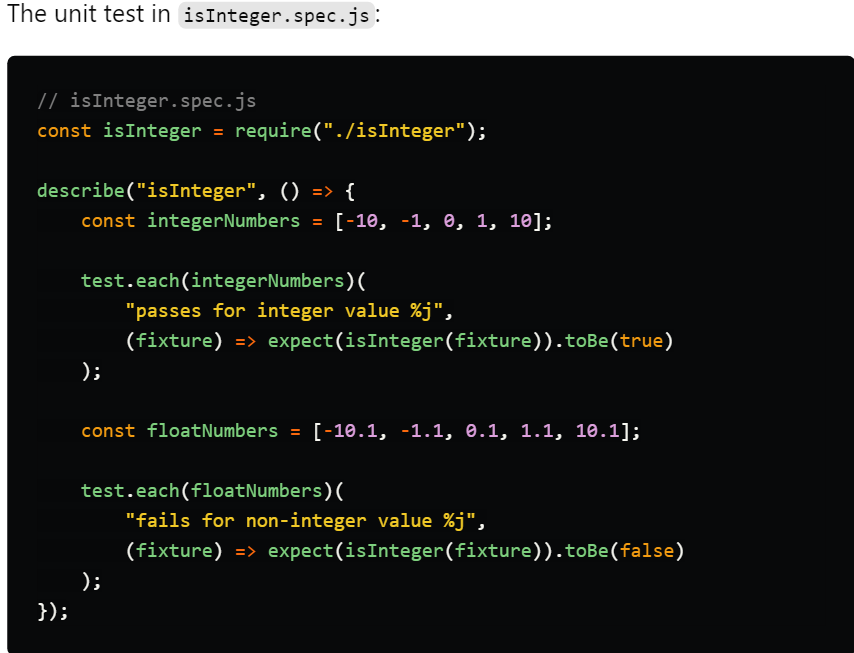 The unit test in isInteger.spec.js:
// isInteger.spec.js
const isInteger = require("./isInteger");
describe("isInteger", () => {
    const integerNumbers = [-10, -1, 0, 1, 10];
    test.each(integerNumbers)(
        "passes for integer value %j",
        (fixture) => expect(isInteger(fixture)).toBe(true)
    );
    const floatNumbers = [-10.1, -1.1, 0.1, 1.1, 10.1];
    test.each(floatNumbers)(
        "fails for non-integer value %j",
        (fixture) => expect(isInteger(fixture)).toBe(false)
    );
});